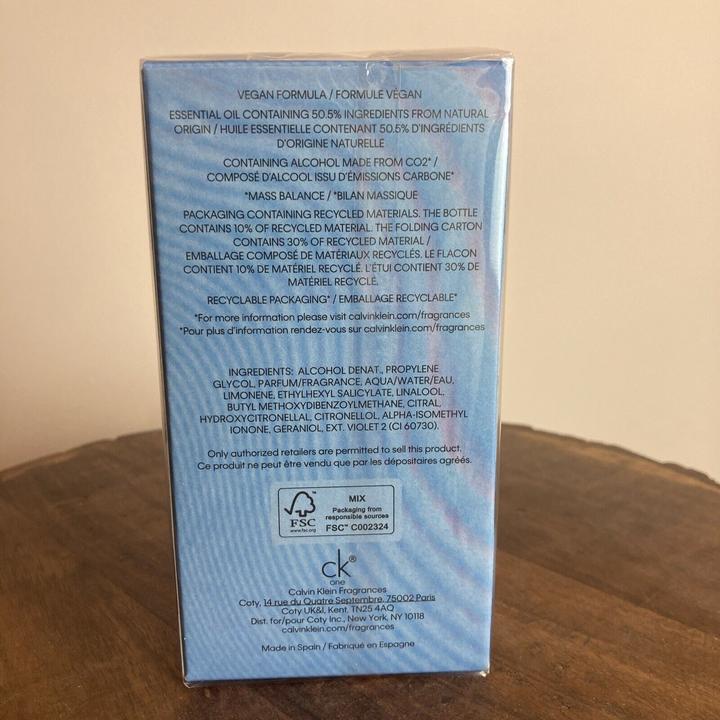 VEGAN FORMULA / FORMULE VÉGAN
ESSENTIAL OIL CONTAINING 50.5% INGREDIENTS FROM NATURAL
ORIGIN / HUILE ESSENTIELLE CONTENANT 50.5% D'INGRÉDIENTS
D'ORIGINE NATURELLE
CONTAINING ALCOHOL MADE FROM CO2* /
COMPOSÉ D'ALCOOL ISSU D'ÉMISSIONS CARBONE*
*MASS BALANCE / *BILAN MASSIQUE
PACKAGING CONTAINING RECYCLED MATERIALS. THE BOTTLE
CONTAINS 10% OF RECYCLED MATERIAL. THE FOLDING CARTON
CONTAINS 30% OF RECYCLED MATERIAL /
EMBALLAGE COMPOSÉ DE MATÉRIAUX RECYCLÉS. LE FLACON
CONTIENT 10% DE MATÉRIEL RECYCLÉ. L'ÉTUI CONTIENT 30% DE
MATÉRIEL RECYCLÉ.
RECYCLABLE PACKAGING* / EMBALLAGE RECYCLABLE*
*For more information please visit calvinklein.com/fragrances
*Pour plus d'information rendez-vous sur calvinklein.com/fragrances
INGREDIENTS: ALCOHOL DENAT., PROPYLENE
GLYCOL, PARFUM/FRAGRANCE, AQUA/WATER/EAU,
LIMONENE, ETHYLHEXYL SALICYLATE, LINALOOL,
BUTYL METHOXYDIBENZOYLMETHANE, CITRAL,
HYDROXYCITRONELLAL, CITRONELLOL, ALPHA-ISOMETHYL
IONONE, GERANIOL, EXT. VIOLET 2 (CI 60730).
Only authorized retailers are permitted to sell this product.
Ce produit ne peut être vendu que par les dépositaires agréés.
FSC
www.fsc.org
MIX
Packaging from
responsible sources
FSC™ C002324
ck®
one
Calvin Klein Fragrances
Coty, 14 rue du Quatre Septembre, 75002 Paris
Coty UK&I, Kent, TN25 4AQ
Dist. for/pour Coty Inc., New York, NY 10118
calvinklein.com/fragrances
Made in Spain / Fabriqué en Espagne